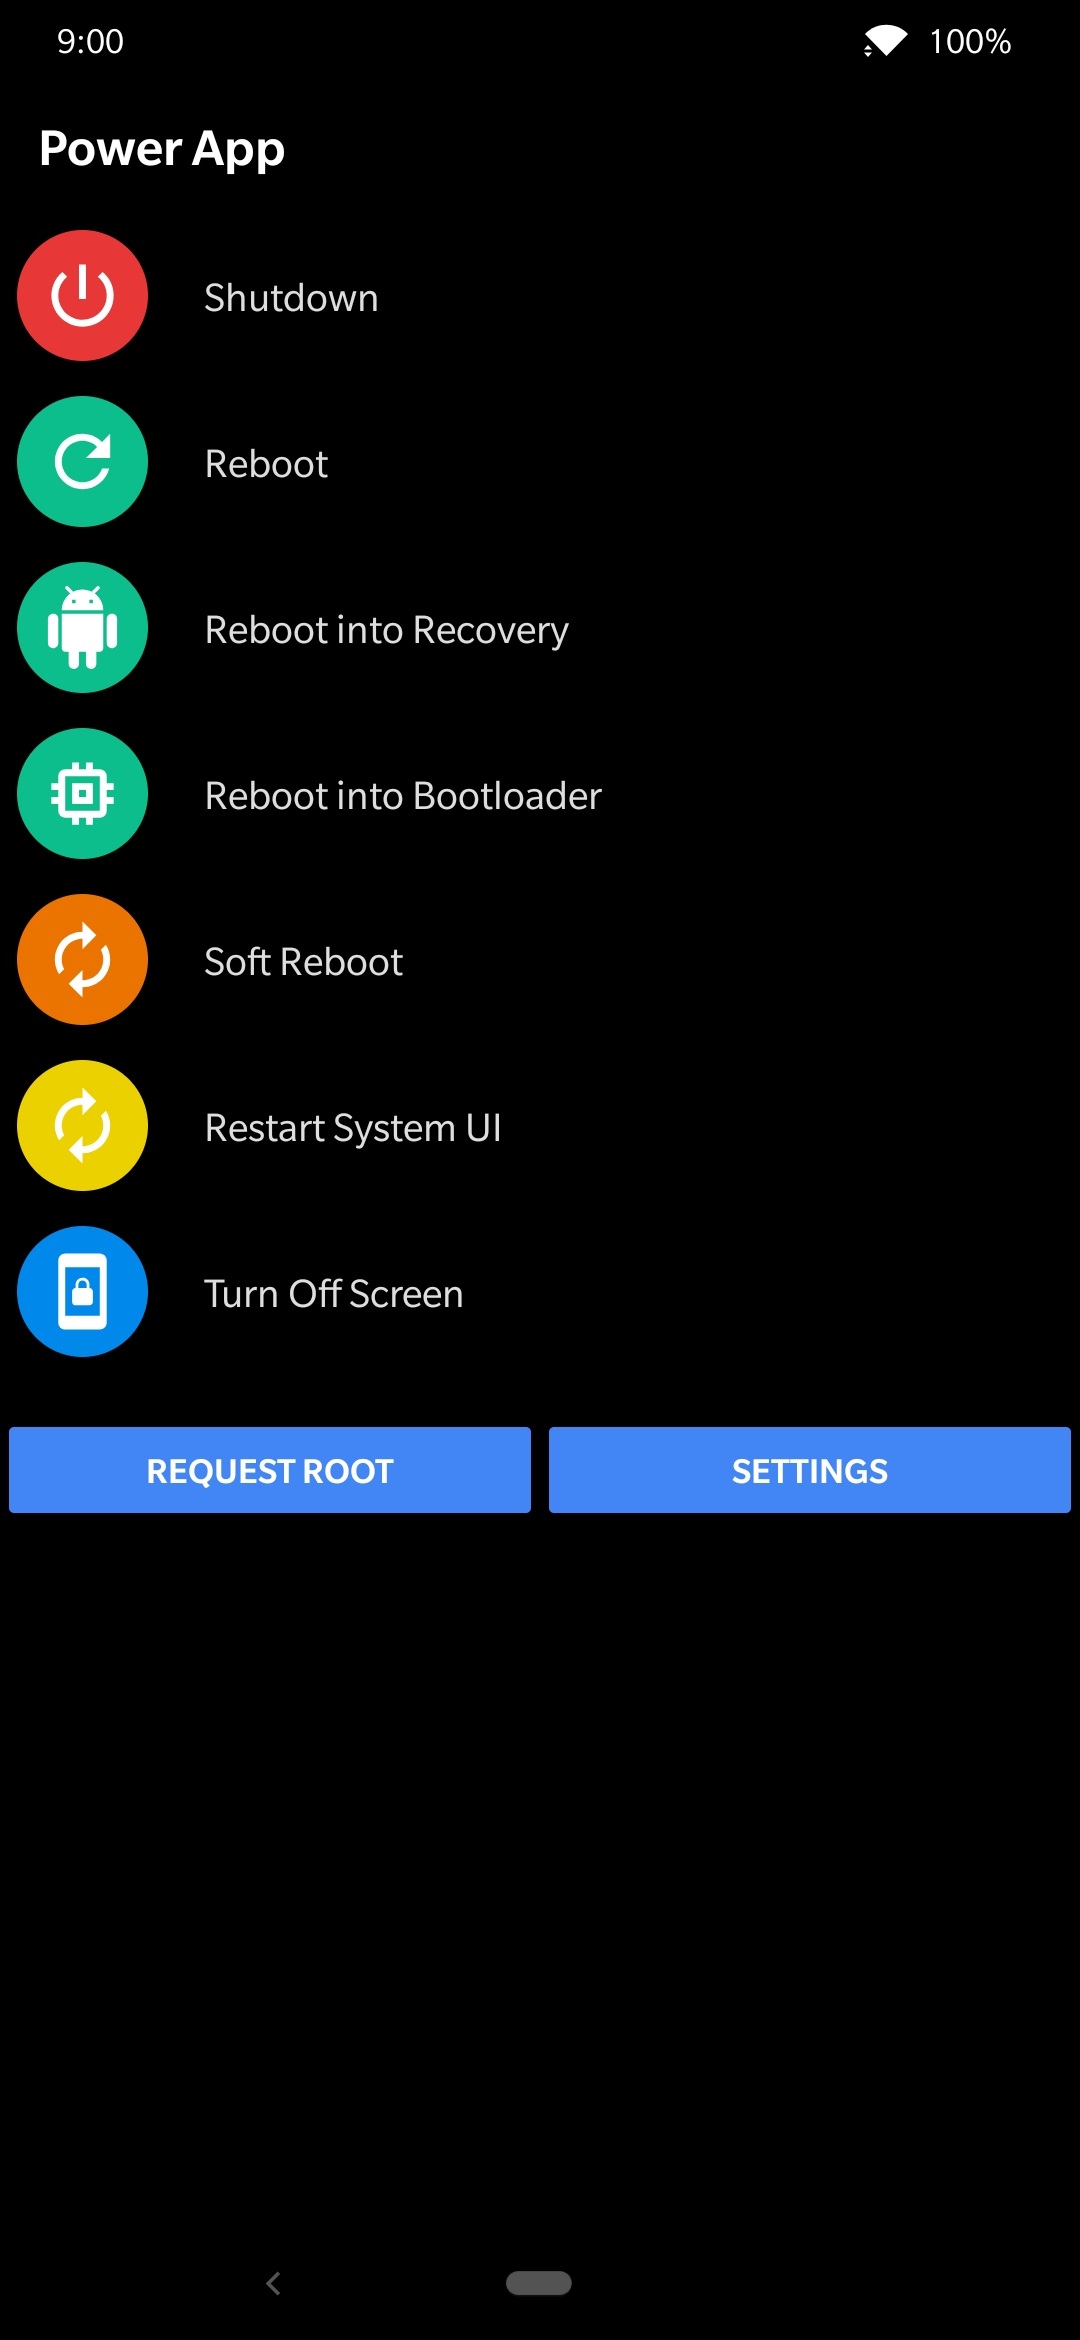 9:00 100%
Power App
Shutdown
Reboot
Reboot into Recovery
Reboot into Bootloader
Soft Reboot
Restart System UI
Turn Off Screen
REQUEST ROOT SETTINGS